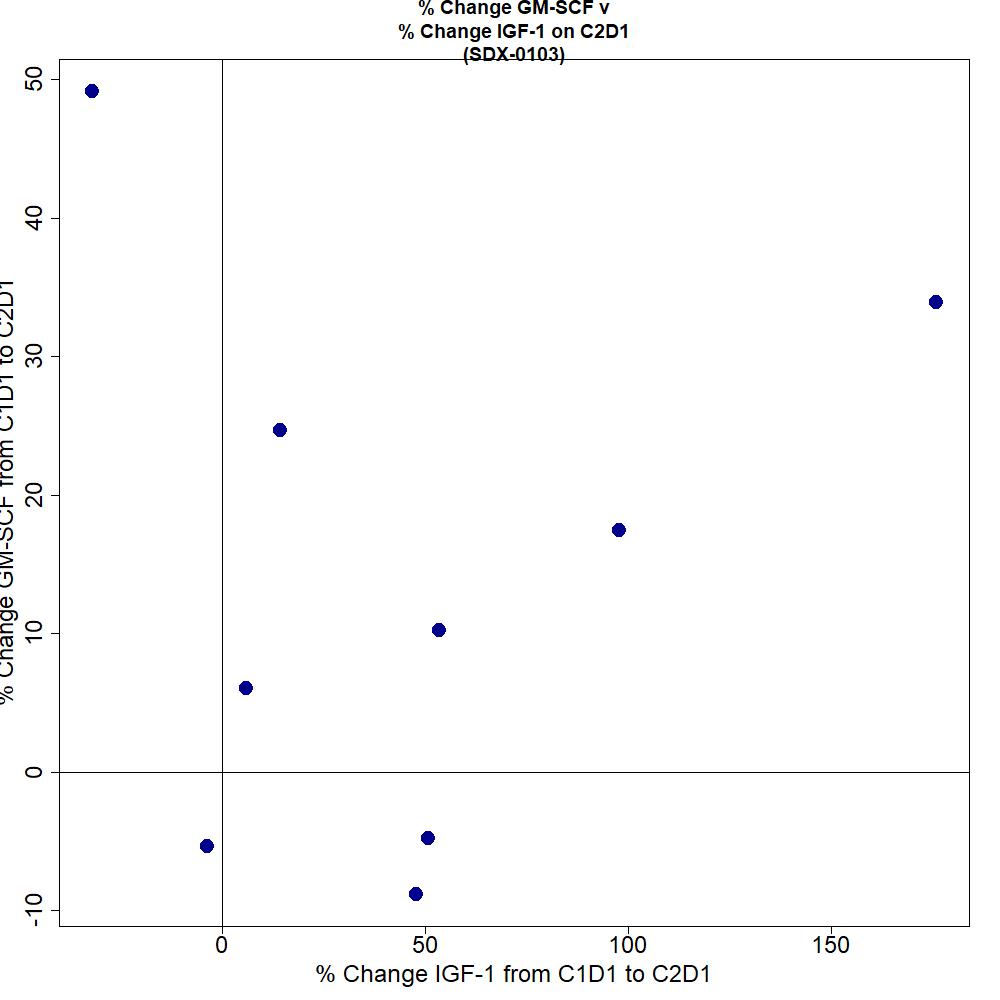 % Change GM-SCF v
% Change IGF-1 on C2D1
(SDX-0103)
% Change GM-SCF from C1D1 to C2D1
50
40
30
20
10
0
-10
0
50
100
150
% Change IGF-1 from C1D1 to C2D1